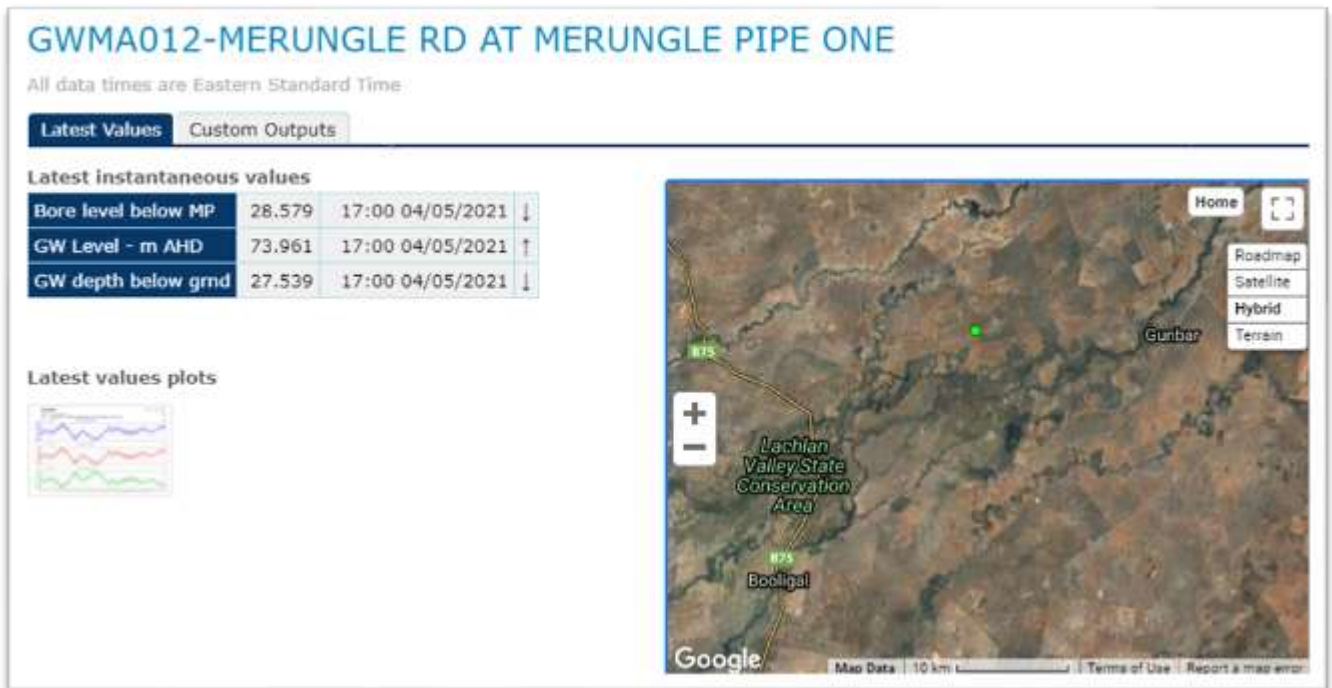 GWMA012-MERUNGLE RD AT MERUNGLE PIPE ONE
All data times are Eastern Standard Time
Latest Values Custom Outputs
Latest instantaneous values
Bore level below MP 28.579 17:00 04/05/2021 ↓
GW Level - m AHD 73.961 17:00 04/05/2021 ↑
GW depth below grnd 27.539 17:00 04/05/2021 ↓
Latest values plots
Home
Roadmap
Satellite
Hybrid
Terrain
Gunbar
B75
+
−
Lachlan
Valley State
Conservation
Area
B75
Booligal
Google
Map Data 10 km Terms of Use Report a map error